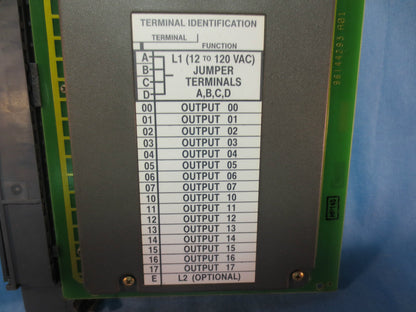 TERMINAL IDENTIFICATION
TERMINAL FUNCTION
A L1 (12 TO 120 VAC)
B JUMPER
C TERMINALS
D A,B,C,D
00 OUTPUT 00
01 OUTPUT 01
02 OUTPUT 02
03 OUTPUT 03
04 OUTPUT 04
05 OUTPUT 05
06 OUTPUT 06
07 OUTPUT 07
10 OUTPUT 10
11 OUTPUT 11
12 OUTPUT 12
13 OUTPUT 13
14 OUTPUT 14
15 OUTPUT 15
16 OUTPUT 16
17 OUTPUT 17
E L2 (OPTIONAL)